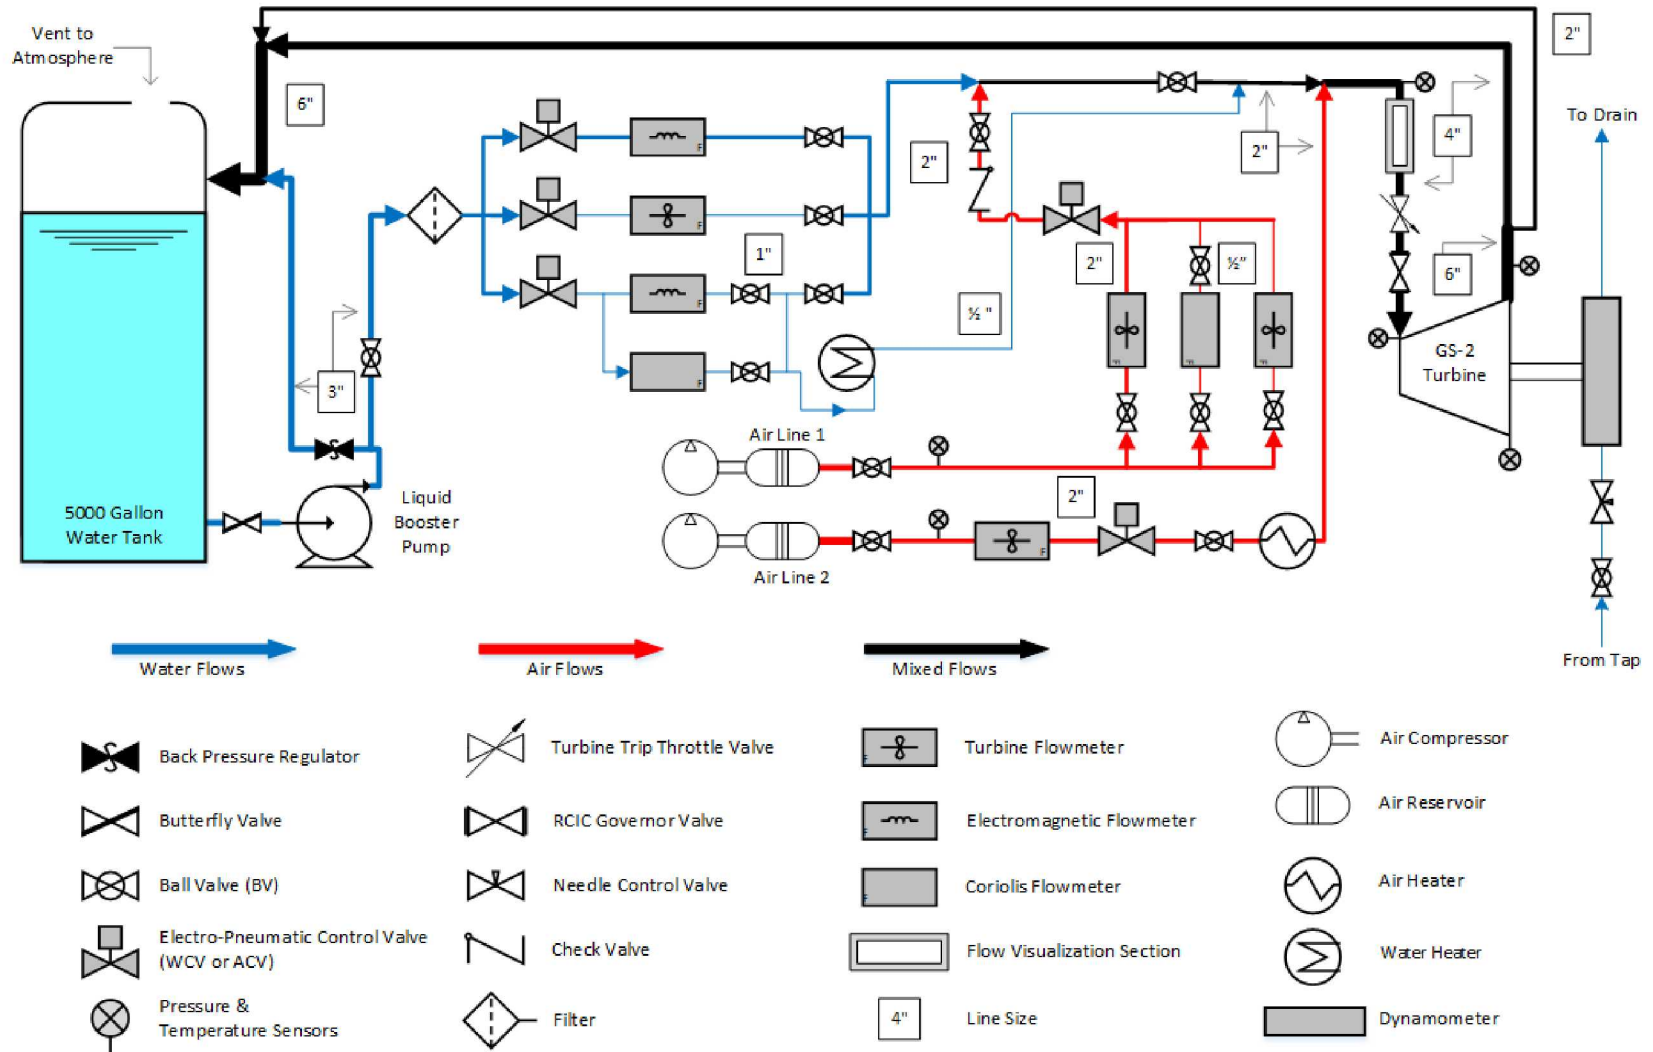 Vent to
Atmosphere
6"
2"
To Drain
4"
2"
2"
1"
2"
½"
6"
½ "
3"
GS-2
Turbine
Air Line 1
Liquid
Booster
Pump
5000 Gallon
Water Tank
2"
Air Line 2
From Tap
Water Flows
Air Flows
Mixed Flows
Back Pressure Regulator
Turbine Trip Throttle Valve
Turbine Flowmeter
Air Compressor
Butterfly Valve
RCIC Governor Valve
Electromagnetic Flowmeter
Air Reservoir
Ball Valve (BV)
Needle Control Valve
Coriolis Flowmeter
Air Heater
Electro-Pneumatic Control Valve
(WCV or ACV)
Check Valve
Flow Visualization Section
Water Heater
Pressure &
Temperature Sensors
Filter
4"
Line Size
Dynamometer